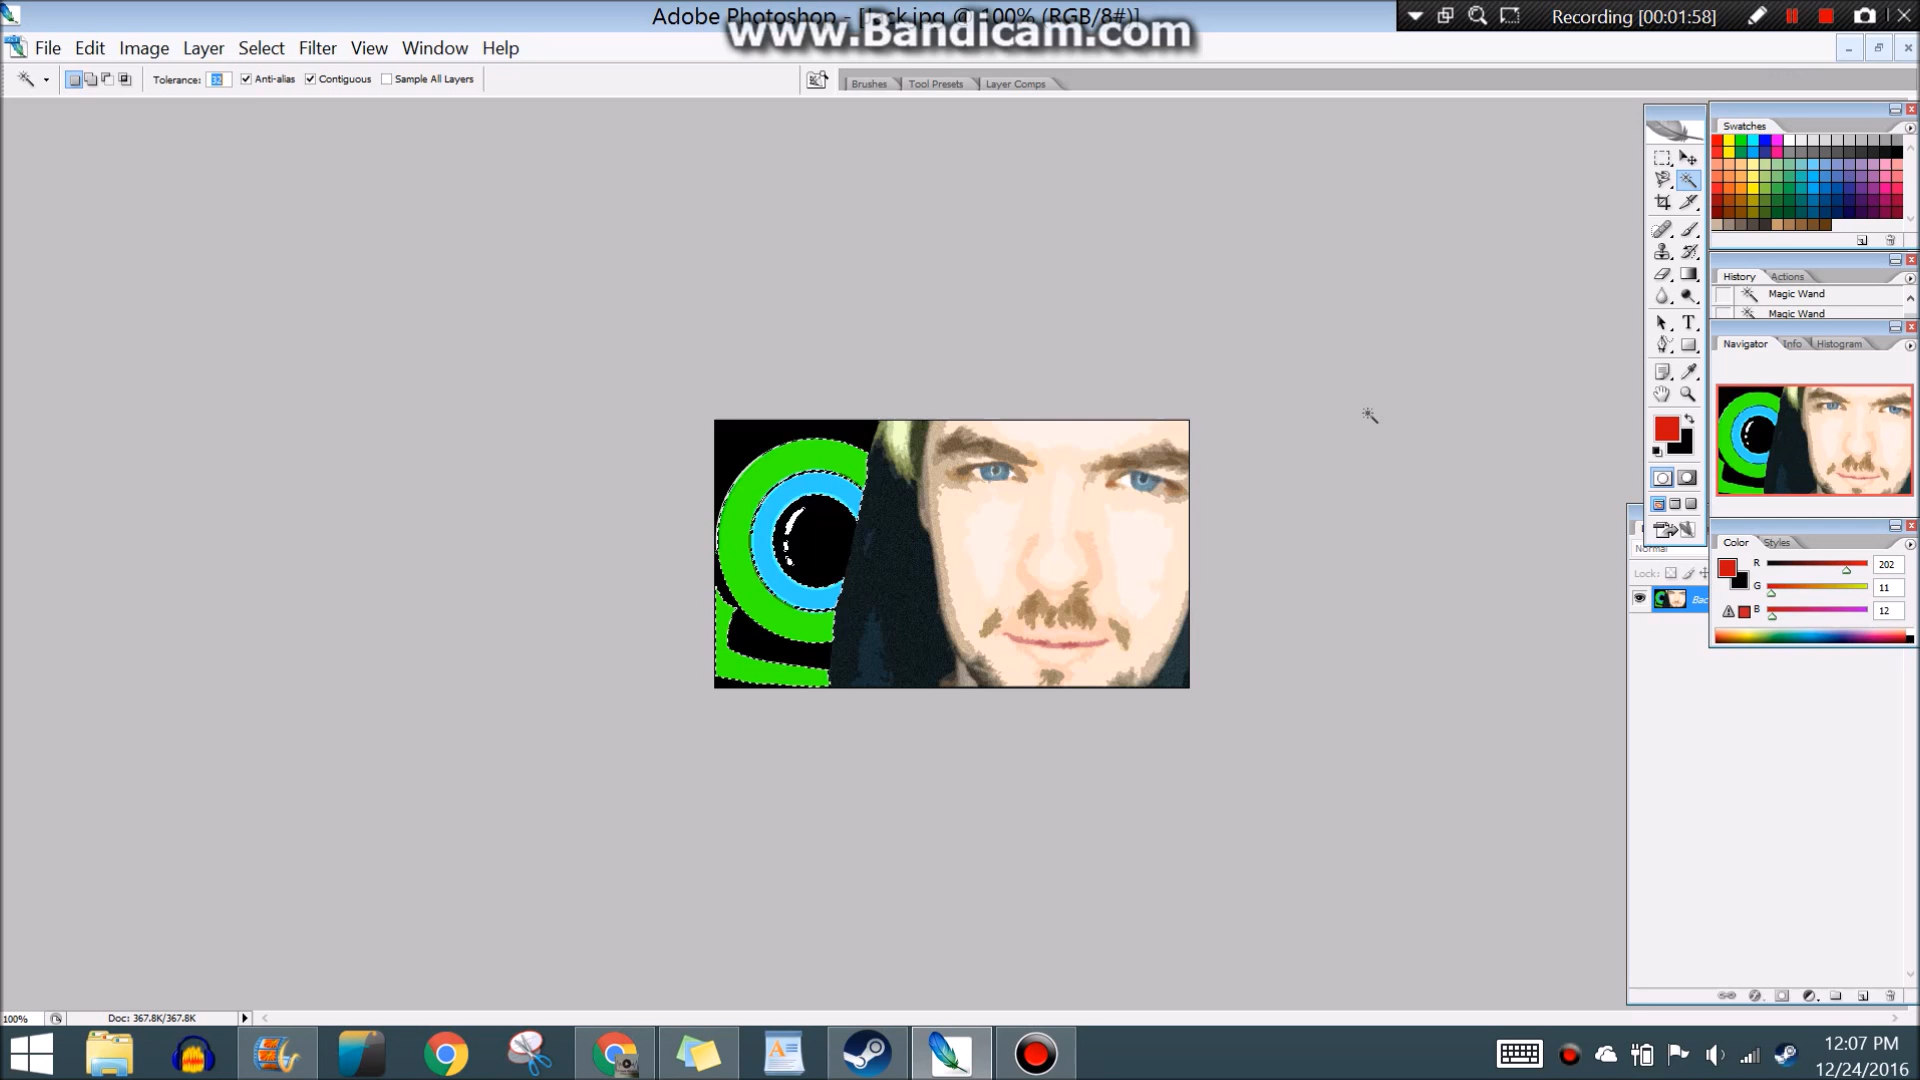 Adobe Photoshop - [Jack.jpg @ 100% (RGB/8#)]
www.Bandicam.com
Recording [00:01:58]
File Edit Image Layer Select Filter View Window Help
Tolerance: 32 Anti-alias Contiguous Sample All Layers
Brushes Tool Presets Layer Comps
Swatches
History Actions
Magic Wand
Magic Wand
Navigator Info Histogram
Color Styles
Normal
R 202
Lock:
G 11
B 12
100% Doc: 367.8K/367.8K
12:07 PM
12/24/2016